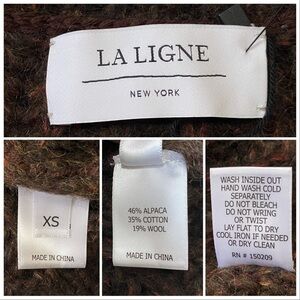 LA LIGNE
NEW YORK
XS
MADE IN CHINA
46% ALPACA
35% COTTON
19% WOOL
MADE IN CHINA
WASH INSIDE OUT
HAND WASH COLD
SEPARATELY
DO NOT BLEACH
DO NOT WRING
OR TWIST
LAY FLAT TO DRY
COOL IRON IF NEEDED
OR DRY CLEAN
RN # 150209